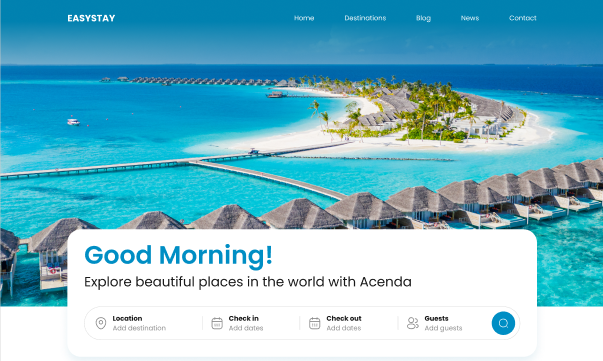 EASYSTAY
Home Destinations Blog News Contact
Good Morning!
Explore beautiful places in the world with Acenda
Location Check in Check out Guests
Add destination Add dates Add dates Add guests